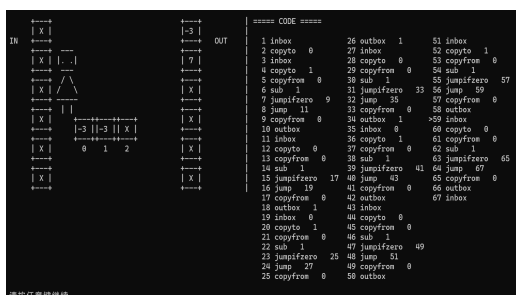 +---+ +---+ | ===== CODE =====
| X | |-3 | |
IN +---+ +---+ OUT | 1 inbox 26 outbox 1 51 inbox
+---+ --- +---+ | 2 copyto 0 27 inbox 52 copyto 1
| X | |. .| | 7 | | 3 inbox 28 copyto 0 53 copyfrom 0
+---+ --- +---+ | 4 copyto 1 29 copyfrom 0 54 sub 1
+---+ / \ +---+ | 5 copyfrom 0 30 sub 1 55 jumpifzero 57
| X | / \ | X | | 6 sub 1 31 jumpifzero 33 56 jump 59
+---+ ----- +---+ | 7 jumpifzero 9 32 jump 35 57 copyfrom 0
+---+ | | +---+ | 8 jump 11 33 copyfrom 0 58 outbox
| X | +---++---++---+ | X | | 9 copyfrom 0 34 outbox 1 >59 inbox
+---+ |-3 ||-3 || X | +---+ | 10 outbox 35 inbox 0 60 copyto 0
+---+ +---++---++---+ +---+ | 11 inbox 36 copyto 1 61 copyfrom 0
| X | 0 1 2 | X | | 12 copyto 0 37 copyfrom 0 62 sub 1
+---+ +---+ | 13 copyfrom 0 38 sub 1 63 jumpifzero 65
+---+ +---+ | 14 sub 1 39 jumpifzero 41 64 jump 67
| X | | X | | 15 jumpifzero 17 40 jump 43 65 copyfrom 0
+---+ +---+ | 16 jump 19 41 copyfrom 0 66 outbox
17 copyfrom 0 42 outbox 67 inbox
18 outbox 1 43 inbox
19 inbox 0 44 copyto 0
20 copyto 1 45 copyfrom 0
21 copyfrom 0 46 sub 1
22 sub 1 47 jumpifzero 49
23 jumpifzero 25 48 jump 51
24 jump 27 49 copyfrom 0
25 copyfrom 0 50 outbox